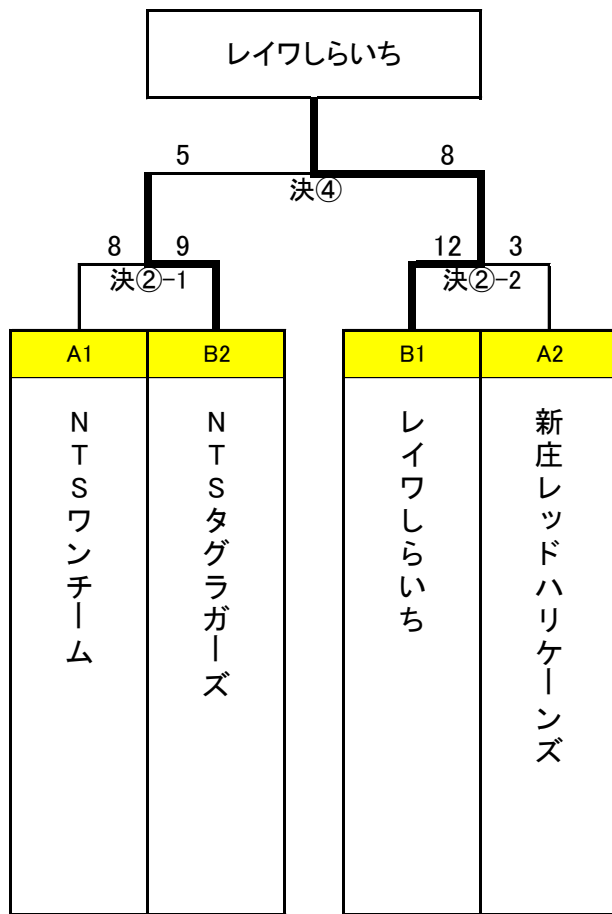 レイワしらいち
5 8
決④
8 9 12 3
決②-1 決②-2
A1 B2 B1 A2
NTSワンチーム
NTSタグラガーズ
レイワしらいち
新庄レッドハリケーンズ